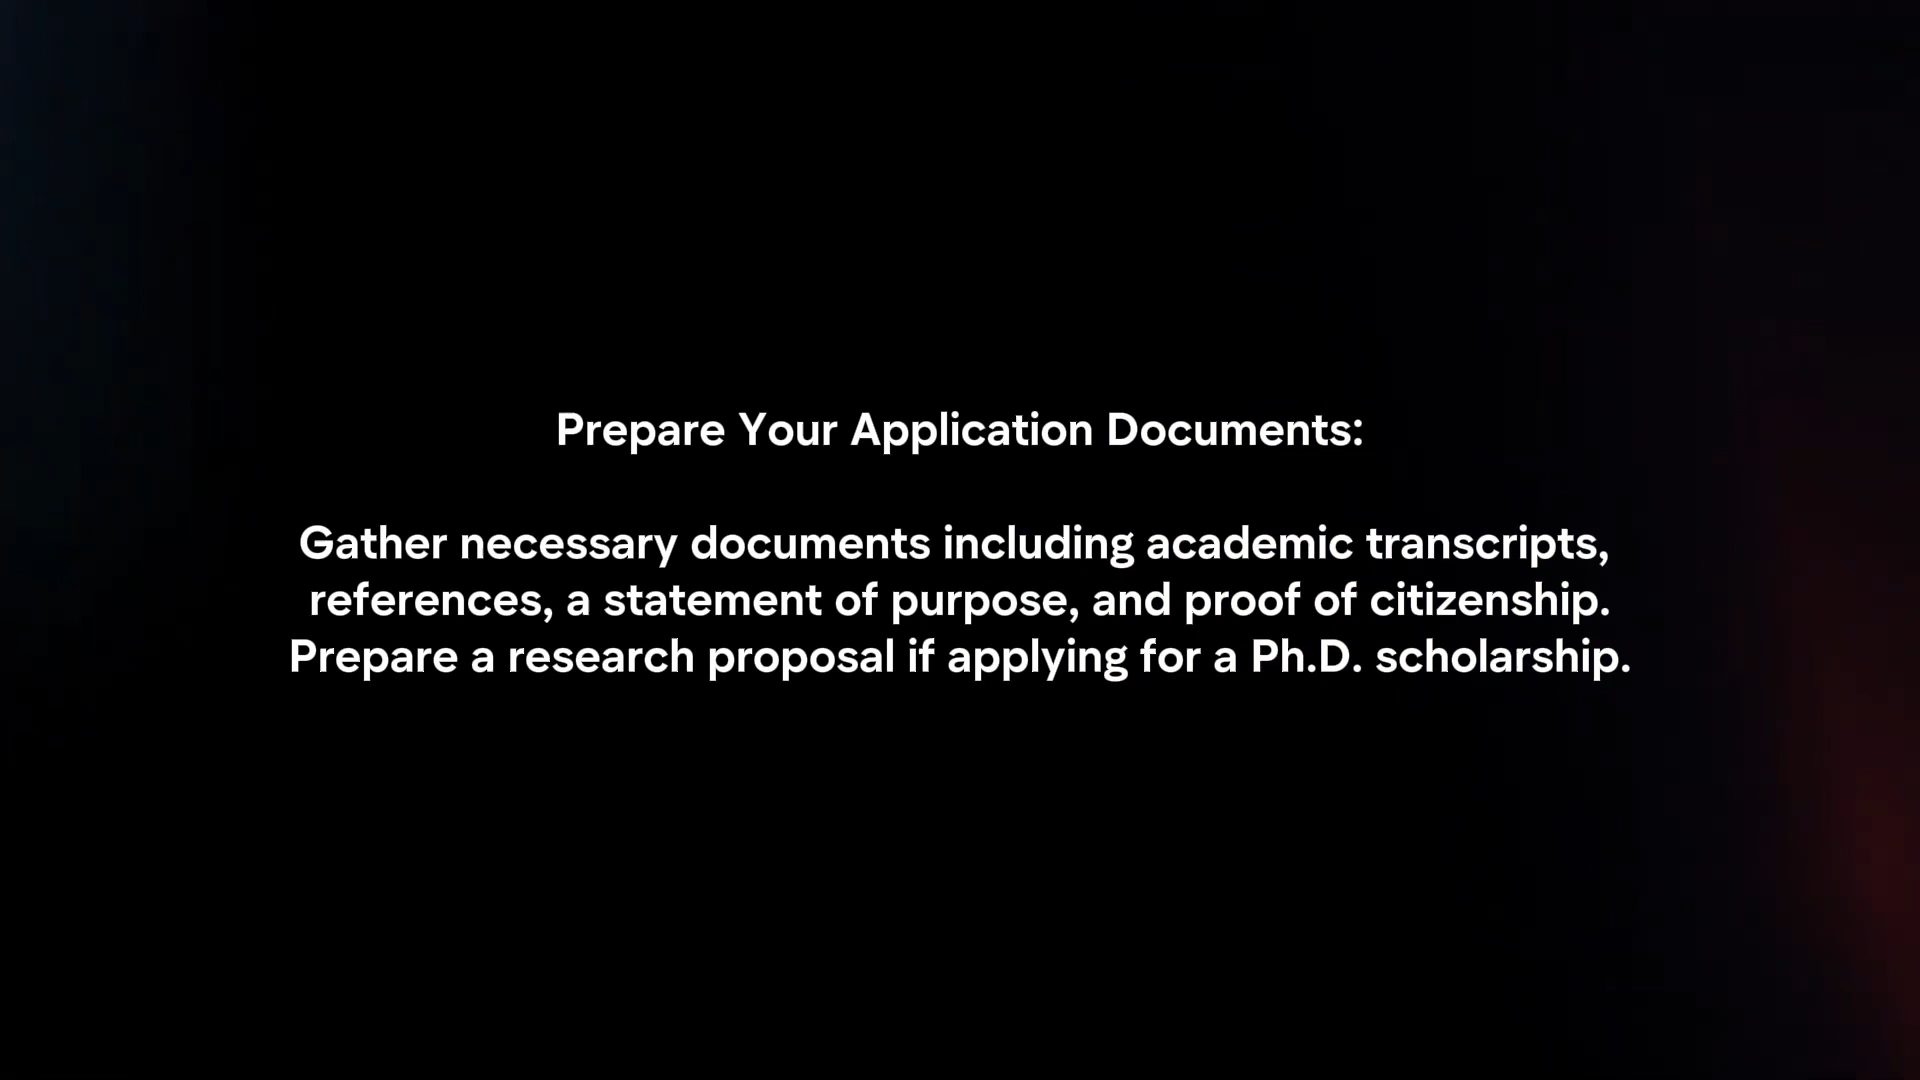 Prepare Your Application Documents:
Gather necessary documents including academic transcripts,
references, a statement of purpose, and proof of citizenship.
Prepare a research proposal if applying for a Ph.D. scholarship.